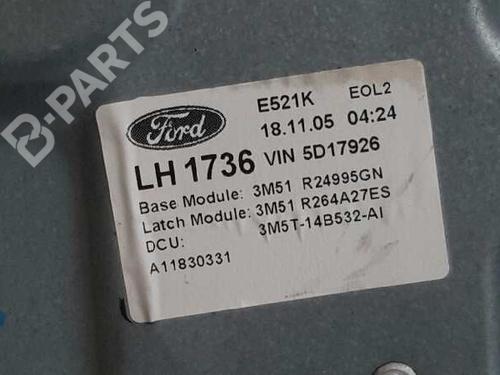 B-PARTS
Ford
E521K EOL2
18.11.05 04:24
LH 1736 VIN 5D17926
Base Module: 3M51 R24995GN
Latch Module: 3M51 R264A27ES
DCU: 3M5T-14B532-AI
A11830331